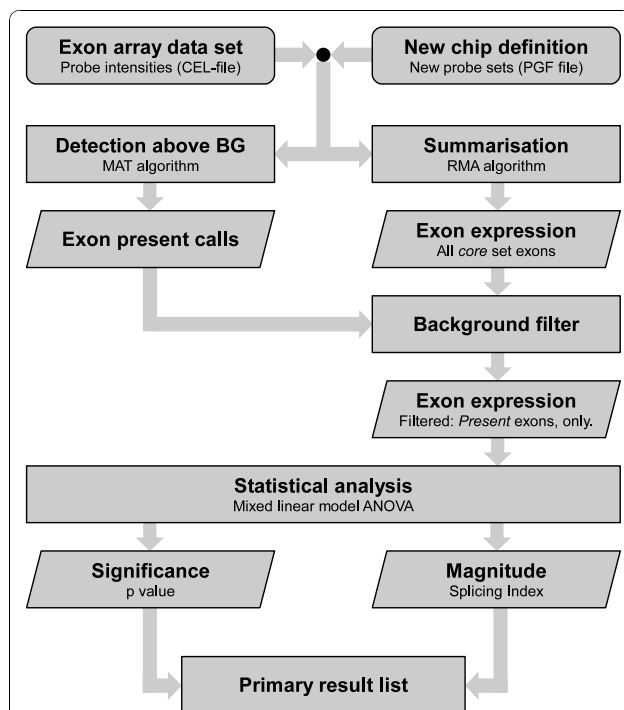 Exon array data set
Probe intensities (CEL-file)
New chip definition
New probe sets (PGF file)
Detection above BG
MAT algorithm
Summarisation
RMA algorithm
Exon present calls
Exon expression
All core set exons
Background filter
Exon expression
Filtered: Present exons, only.
Statistical analysis
Mixed linear model ANOVA
Significance
p value
Magnitude
Splicing Index
Primary result list